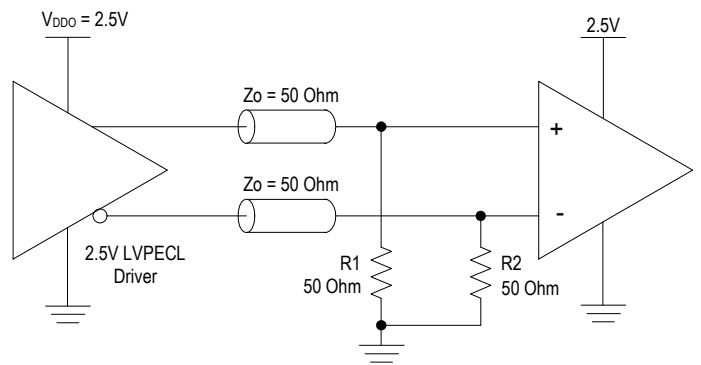 VDDO = 2.5V
2.5V
Zo = 50 Ohm
+
Zo = 50 Ohm
-
2.5V LVPECL
Driver
R1
50 Ohm
R2
50 Ohm